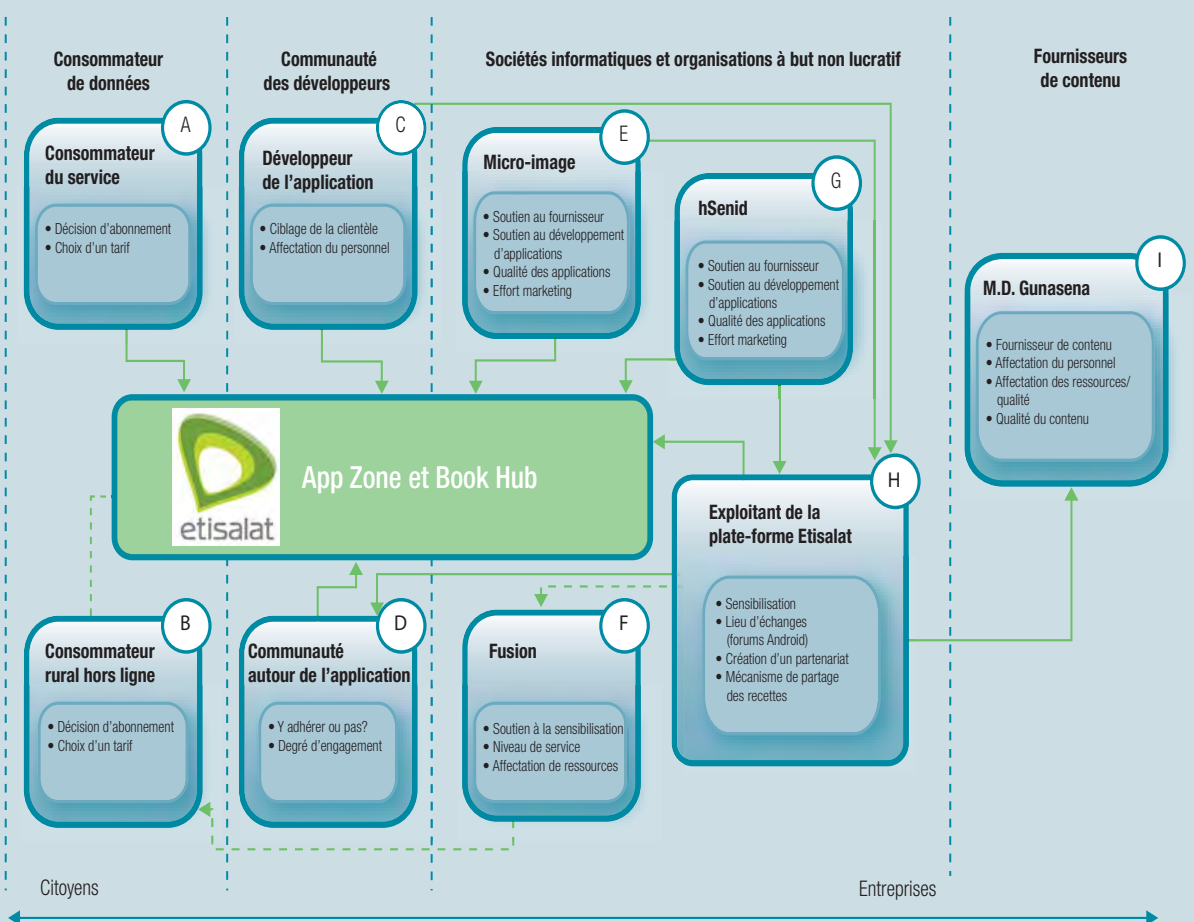 Consommateur
de données
Communauté
des développeurs
Sociétés informatiques et organisations à but non lucratif
Fournisseurs
de contenu
A
Consommateur
du service
• Décision d'abonnement
• Choix d'un tarif
C
Développeur
de l'application
• Ciblage de la clientèle
• Affectation du personnel
E
Micro-image
• Soutien au fournisseur
• Soutien au développement
d'applications
• Qualité des applications
• Effort marketing
G
hSenid
• Soutien au fournisseur
• Soutien au développement
d'applications
• Qualité des applications
• Effort marketing
I
M.D. Gunasena
• Fournisseur de contenu
• Affectation du personnel
• Affectation des ressources/
qualité
• Qualité du contenu
etisalat
App Zone et Book Hub
H
Exploitant de la
plate-forme Etisalat
• Sensibilisation
• Lieu d'échanges
(forums Android)
• Création d'un partenariat
• Mécanisme de partage
des recettes
B
Consommateur
rural hors ligne
• Décision d'abonnement
• Choix d'un tarif
D
Communauté
autour de l'application
• Y adhérer ou pas?
• Degré d'engagement
F
Fusion
• Soutien à la sensibilisation
• Niveau de service
• Affectation de ressources
Citoyens
Entreprises